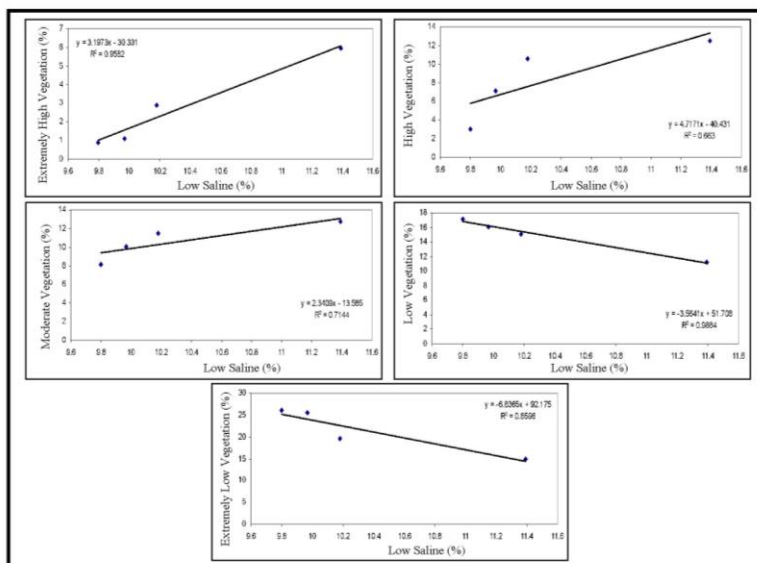 y = 3.1973x - 30.331
R² =
Extremely High Vegetation (%)
7
6
5
4
3
2
1
0
9.6 9.8 10 10.2 10.4 10.6 10.8 11 11.2 11.4 11.6
Low Saline (%)
High Vegetation (%)
14
12
10
8
6
4
2
0
y = 4.7171x - 40.431
R² = 0.663
9.6 9.8 10 10.2 10.4 10.6 10.8 11 11.2 11.4 11.6
Low Saline (%)
Moderate Vegetation (%)
14
12
10
8
6
4
2
0
y = 2.3409x - 13.565
R² = 0.7144
9.6 9.8 10 10.2 10.4 10.6 10.8 11 11.2 11.4 11.6
Low Saline (%)
Low Vegetation (%)
18
16
14
12
10
8
6
4
2
0
y = -3.5641x + 51.708
R² = 0.9884
9.6 9.8 10 10.2 10.4 10.6 10.8 11 11.2 11.4 11.6
Low Saline (%)
Extremely Low Vegetation (%)
30
25
20
15
10
5
0
y = -6.8365x + 92.175
R² = 0.8596
9.6 9.8 10 10.2 10.4 10.6 10.8 11 11.2 11.4 11.6
Low Saline (%)